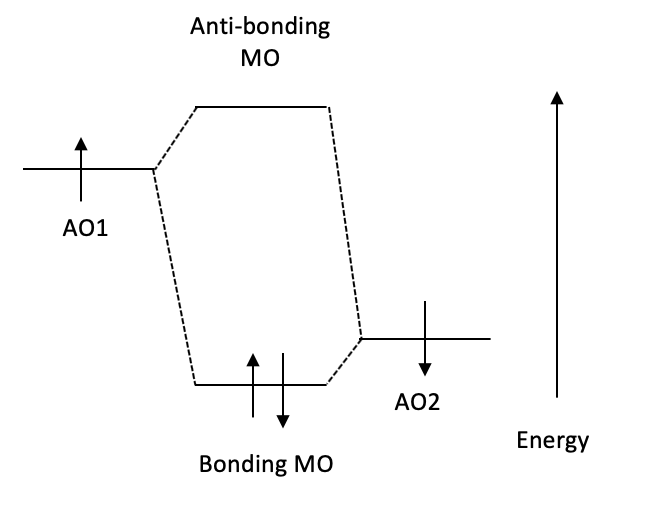 Anti-bonding
MO
AO1
AO2
Energy
Bonding MO